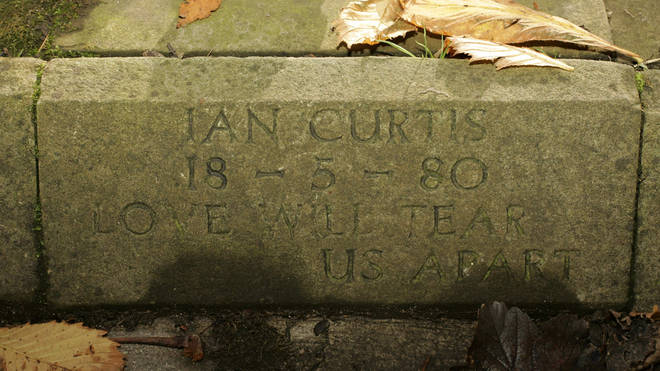 IAN CURTIS
18 - 5 - 80
LOVE WILL TEAR
US APART